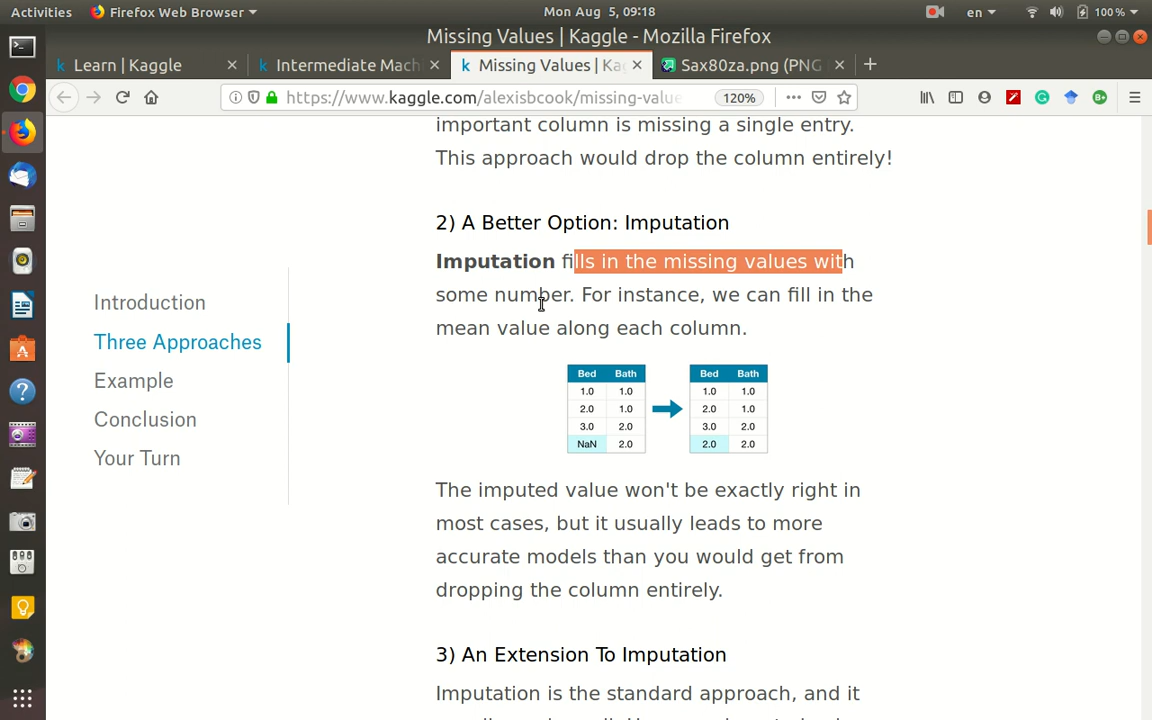 Activities Firefox Web Browser Mon Aug 5, 09:18 en 100%
Missing Values | Kaggle - Mozilla Firefox
Learn | Kaggle Intermediate Mach Missing Values | Ka Sax80za.png (PNG
https://www.kaggle.com/alexisbcook/missing-value 120%
important column is missing a single entry.
This approach would drop the column entirely!
2) A Better Option: Imputation
Imputation fills in the missing values with
some number. For instance, we can fill in the
mean value along each column.
Bed Bath Bed Bath
1.0 1.0 1.0 1.0
2.0 1.0 2.0 1.0
3.0 2.0 3.0 2.0
NaN 2.0 2.0 2.0
The imputed value won't be exactly right in
most cases, but it usually leads to more
accurate models than you would get from
dropping the column entirely.
3) An Extension To Imputation
Imputation is the standard approach, and it
Introduction
Three Approaches
Example
Conclusion
Your Turn